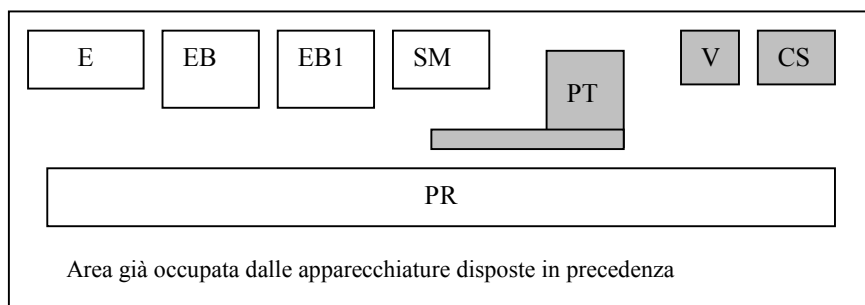 E EB EB1 SM V CS
PT
PR
Area già occupata dalle apparecchiature disposte in precedenza